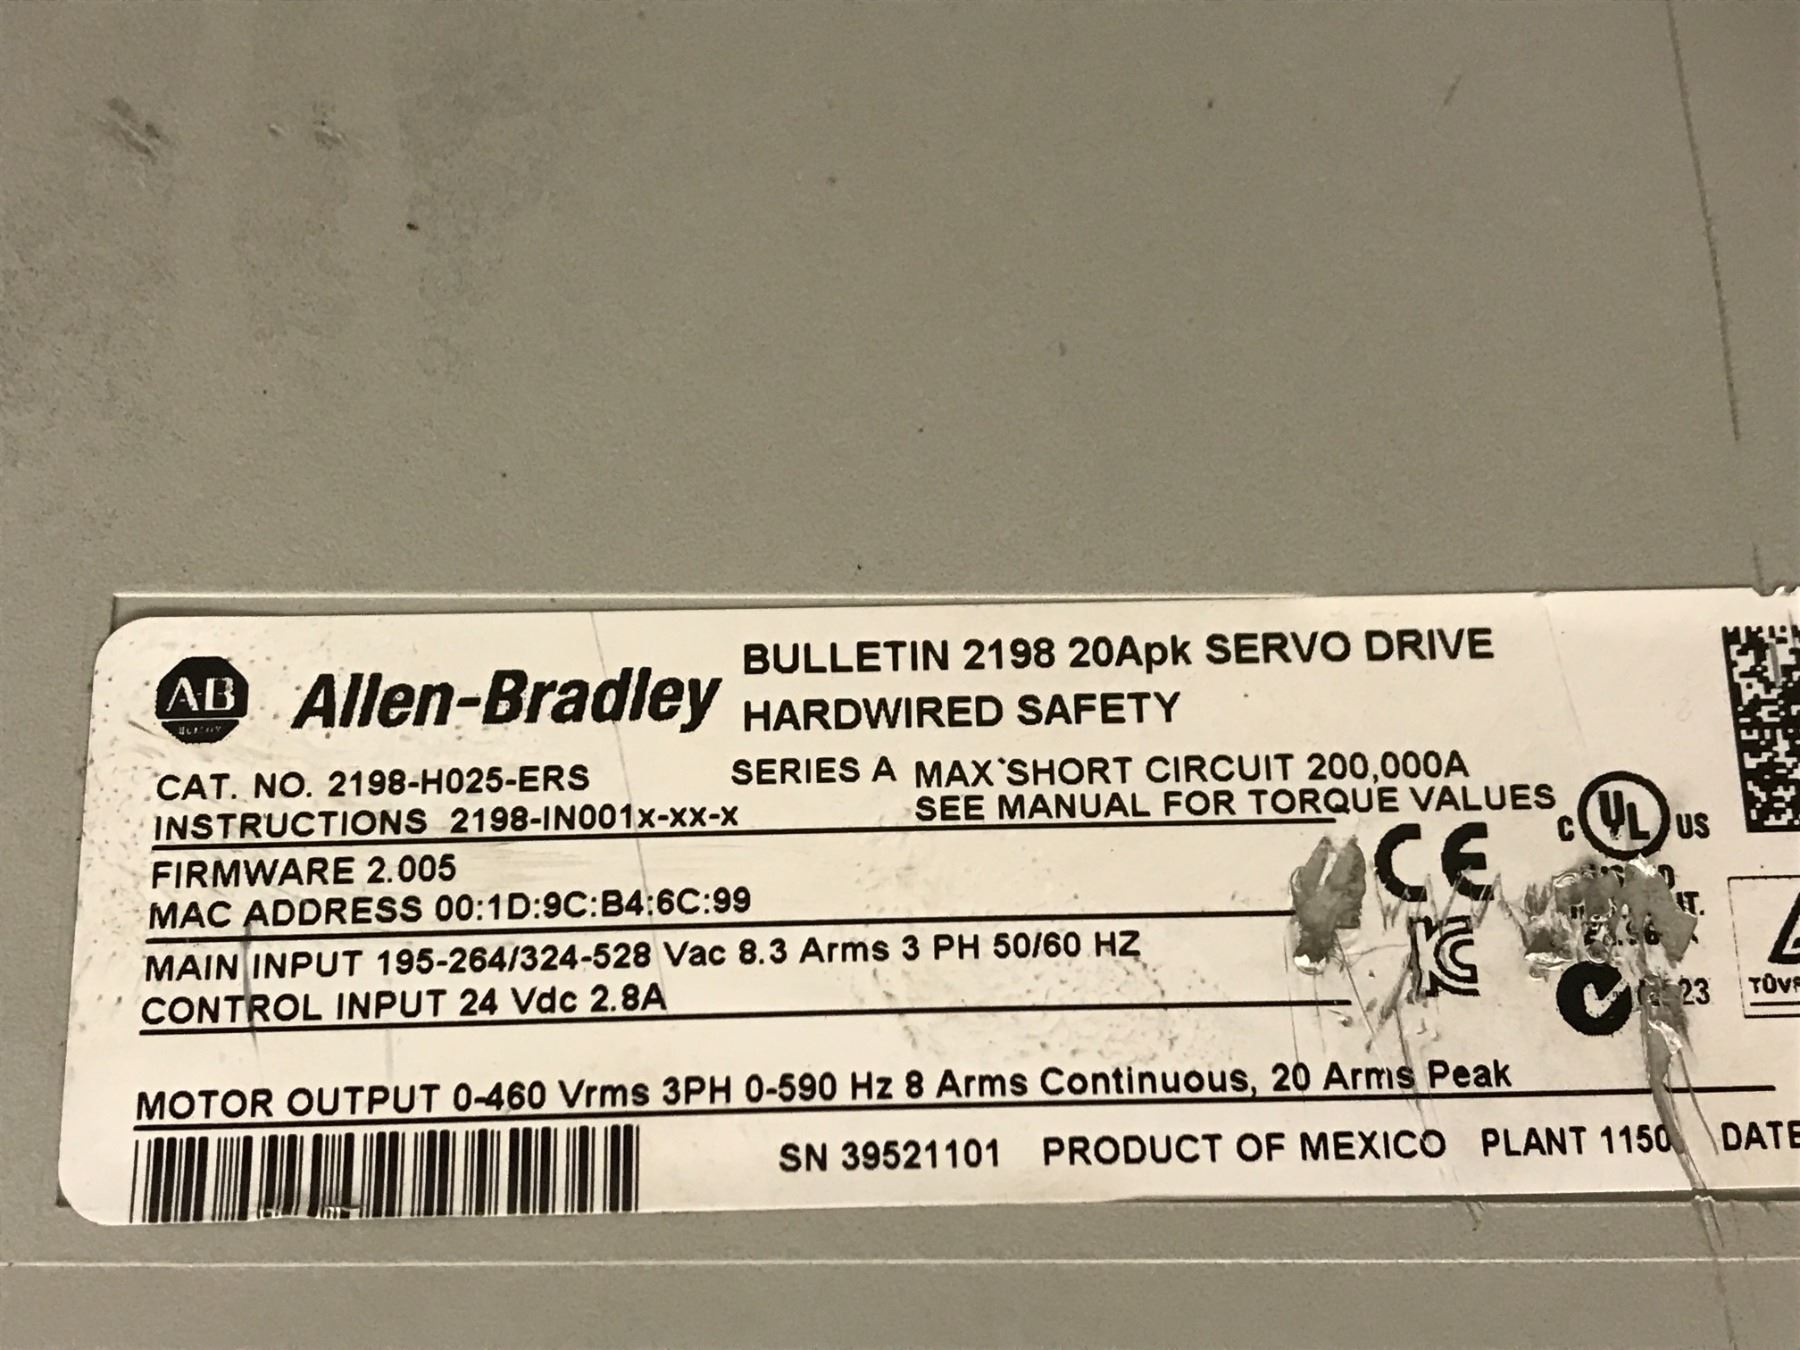 A-B
Allen-Bradley
BULLETIN 2198 20Apk SERVO DRIVE
HARDWIRED SAFETY
CAT. NO. 2198-H025-ERS
SERIES A MAX SHORT CIRCUIT 200,000A
INSTRUCTIONS 2198-IN001x-xx-x
SEE MANUAL FOR TORQUE VALUES
C UL US
FIRMWARE 2.005
CE
MAC ADDRESS 00:1D:9C:B4:6C:99
MAIN INPUT 195-264/324-528 Vac 8.3 Arms 3 PH 50/60 HZ
CONTROL INPUT 24 Vdc 2.8A
MOTOR OUTPUT 0-460 Vrms 3PH 0-590 Hz 8 Arms Continuous, 20 Arms Peak
SN 39521101 PRODUCT OF MEXICO PLANT 1150 DATE